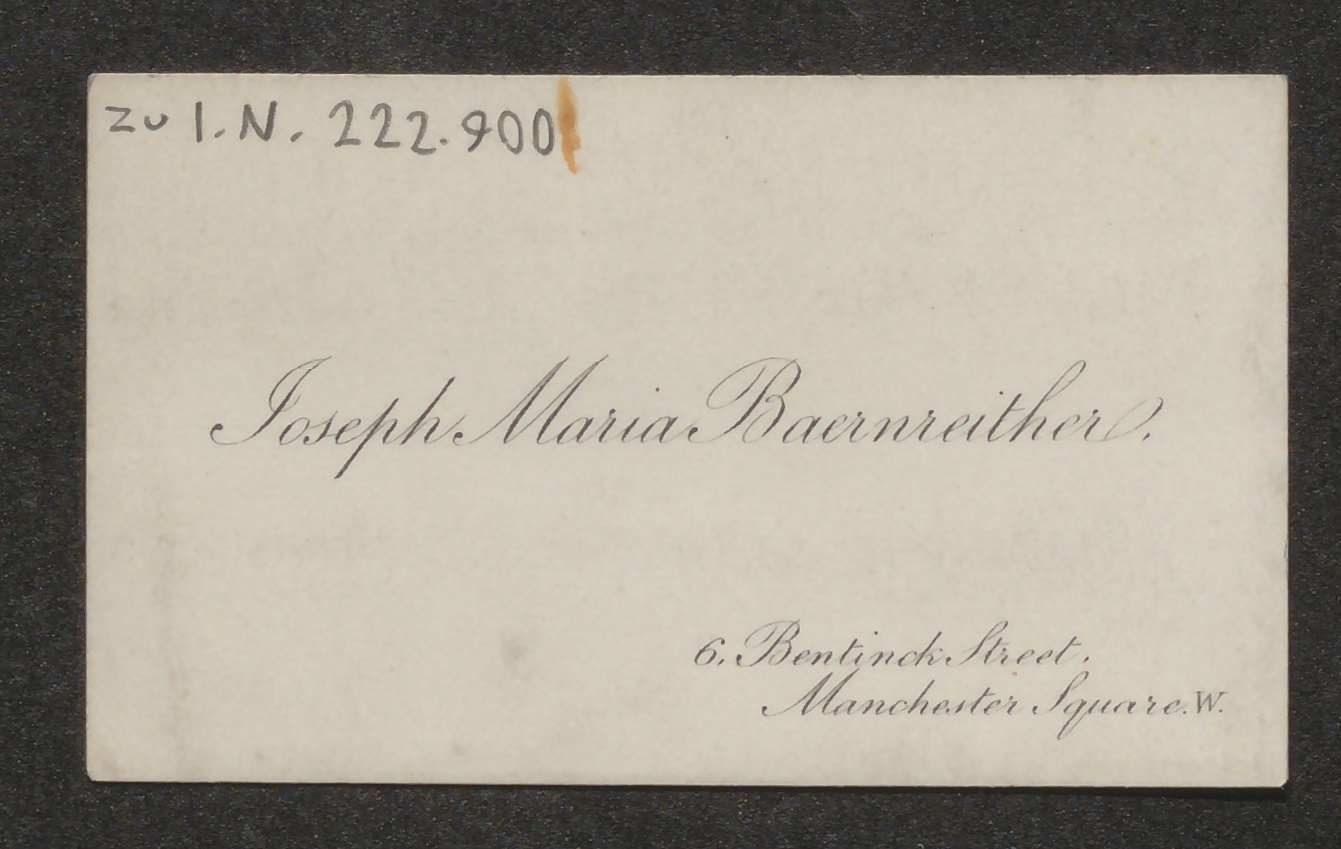 zu I.N. 222.900
Joseph Maria Baernreither.
6. Bentinck Street.
Manchester Square. W.